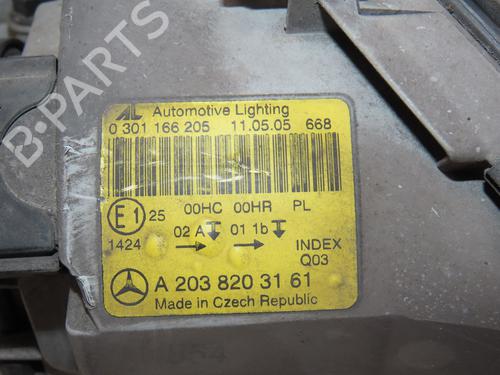 B-PARTS
AL Automotive Lighting
0 301 166 205 11.05.05 668
E1 25 00HC 00HR PL
1424 02 A 01 1b INDEX
Q03
A 203 820 31 61
Made in Czech Republic